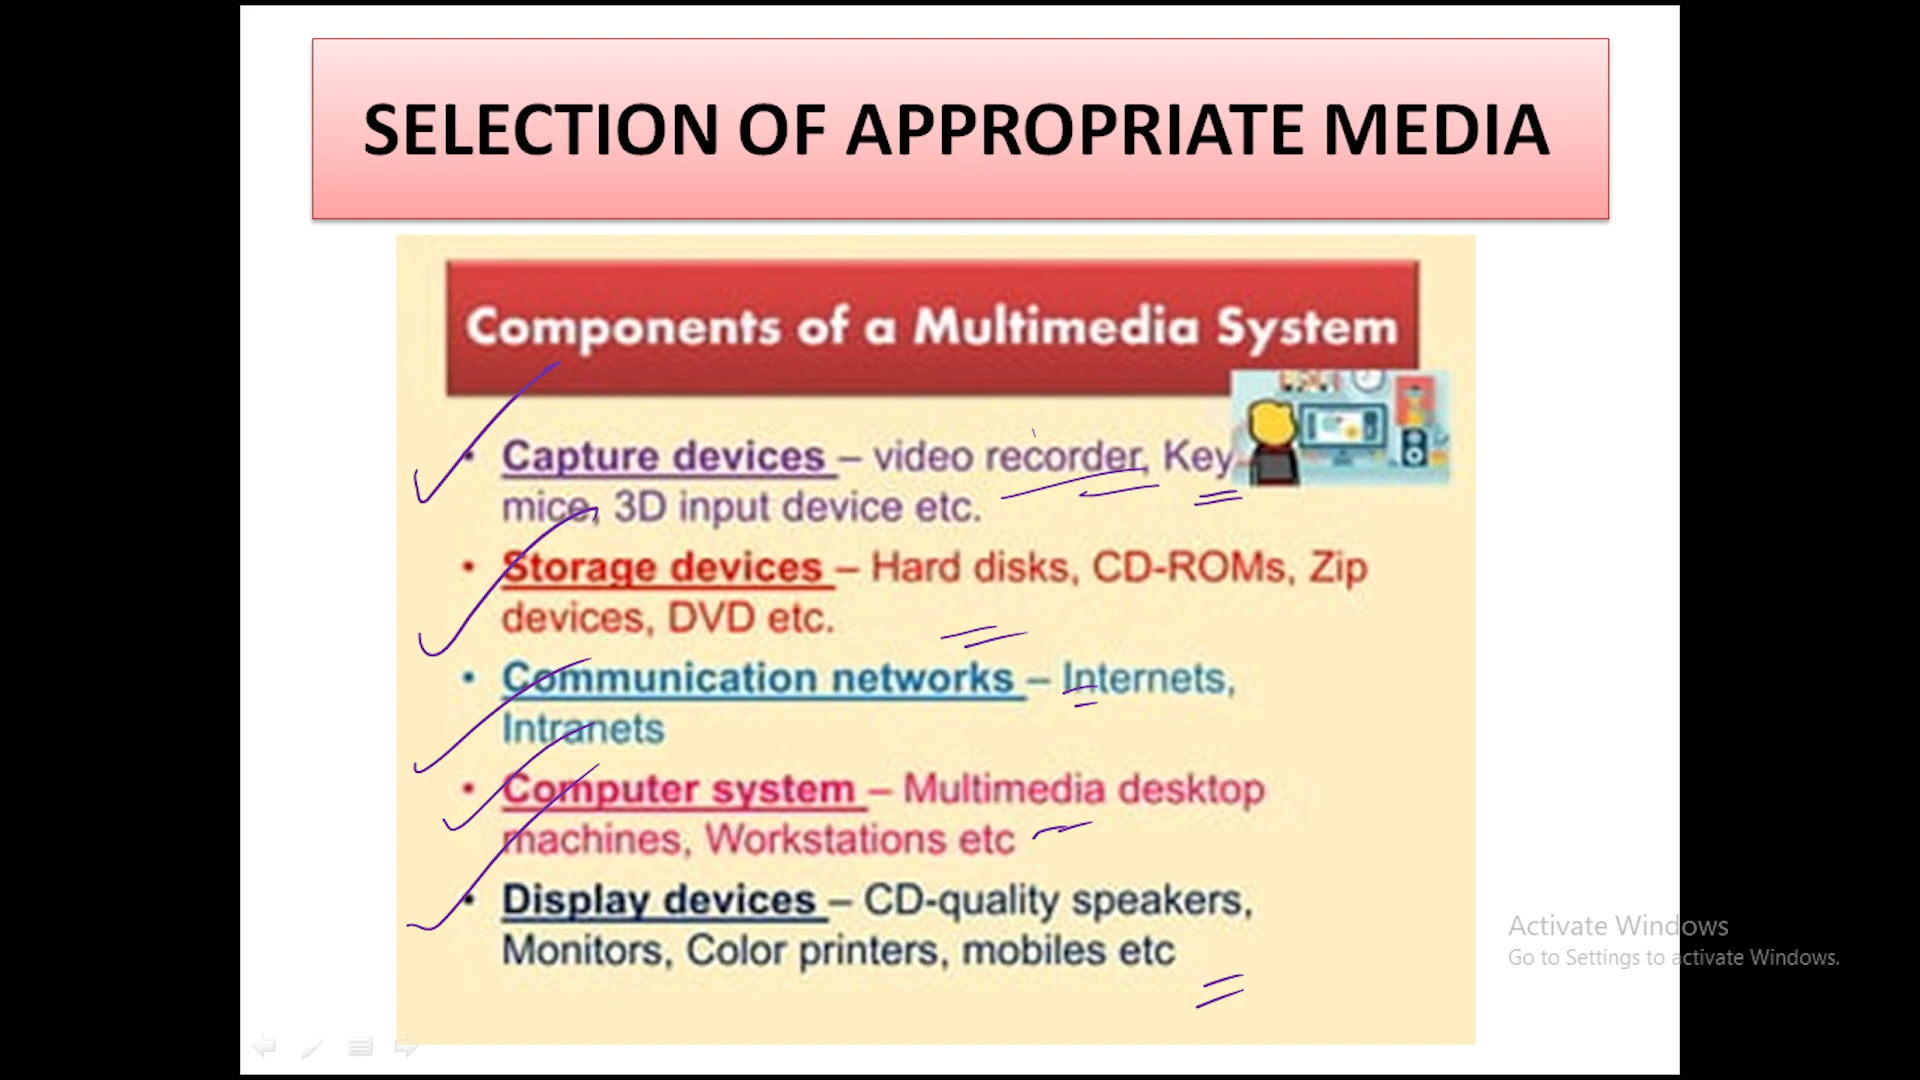 SELECTION OF APPROPRIATE MEDIA
Components of a Multimedia System
• Capture devices – video recorder, Key
mice, 3D input device etc.
• Storage devices – Hard disks, CD-ROMs, Zip
devices, DVD etc.
• Communication networks – Internets,
Intranets
• Computer system – Multimedia desktop
machines, Workstations etc
• Display devices – CD-quality speakers,
Monitors, Color printers, mobiles etc
Activate Windows
Go to Settings to activate Windows.